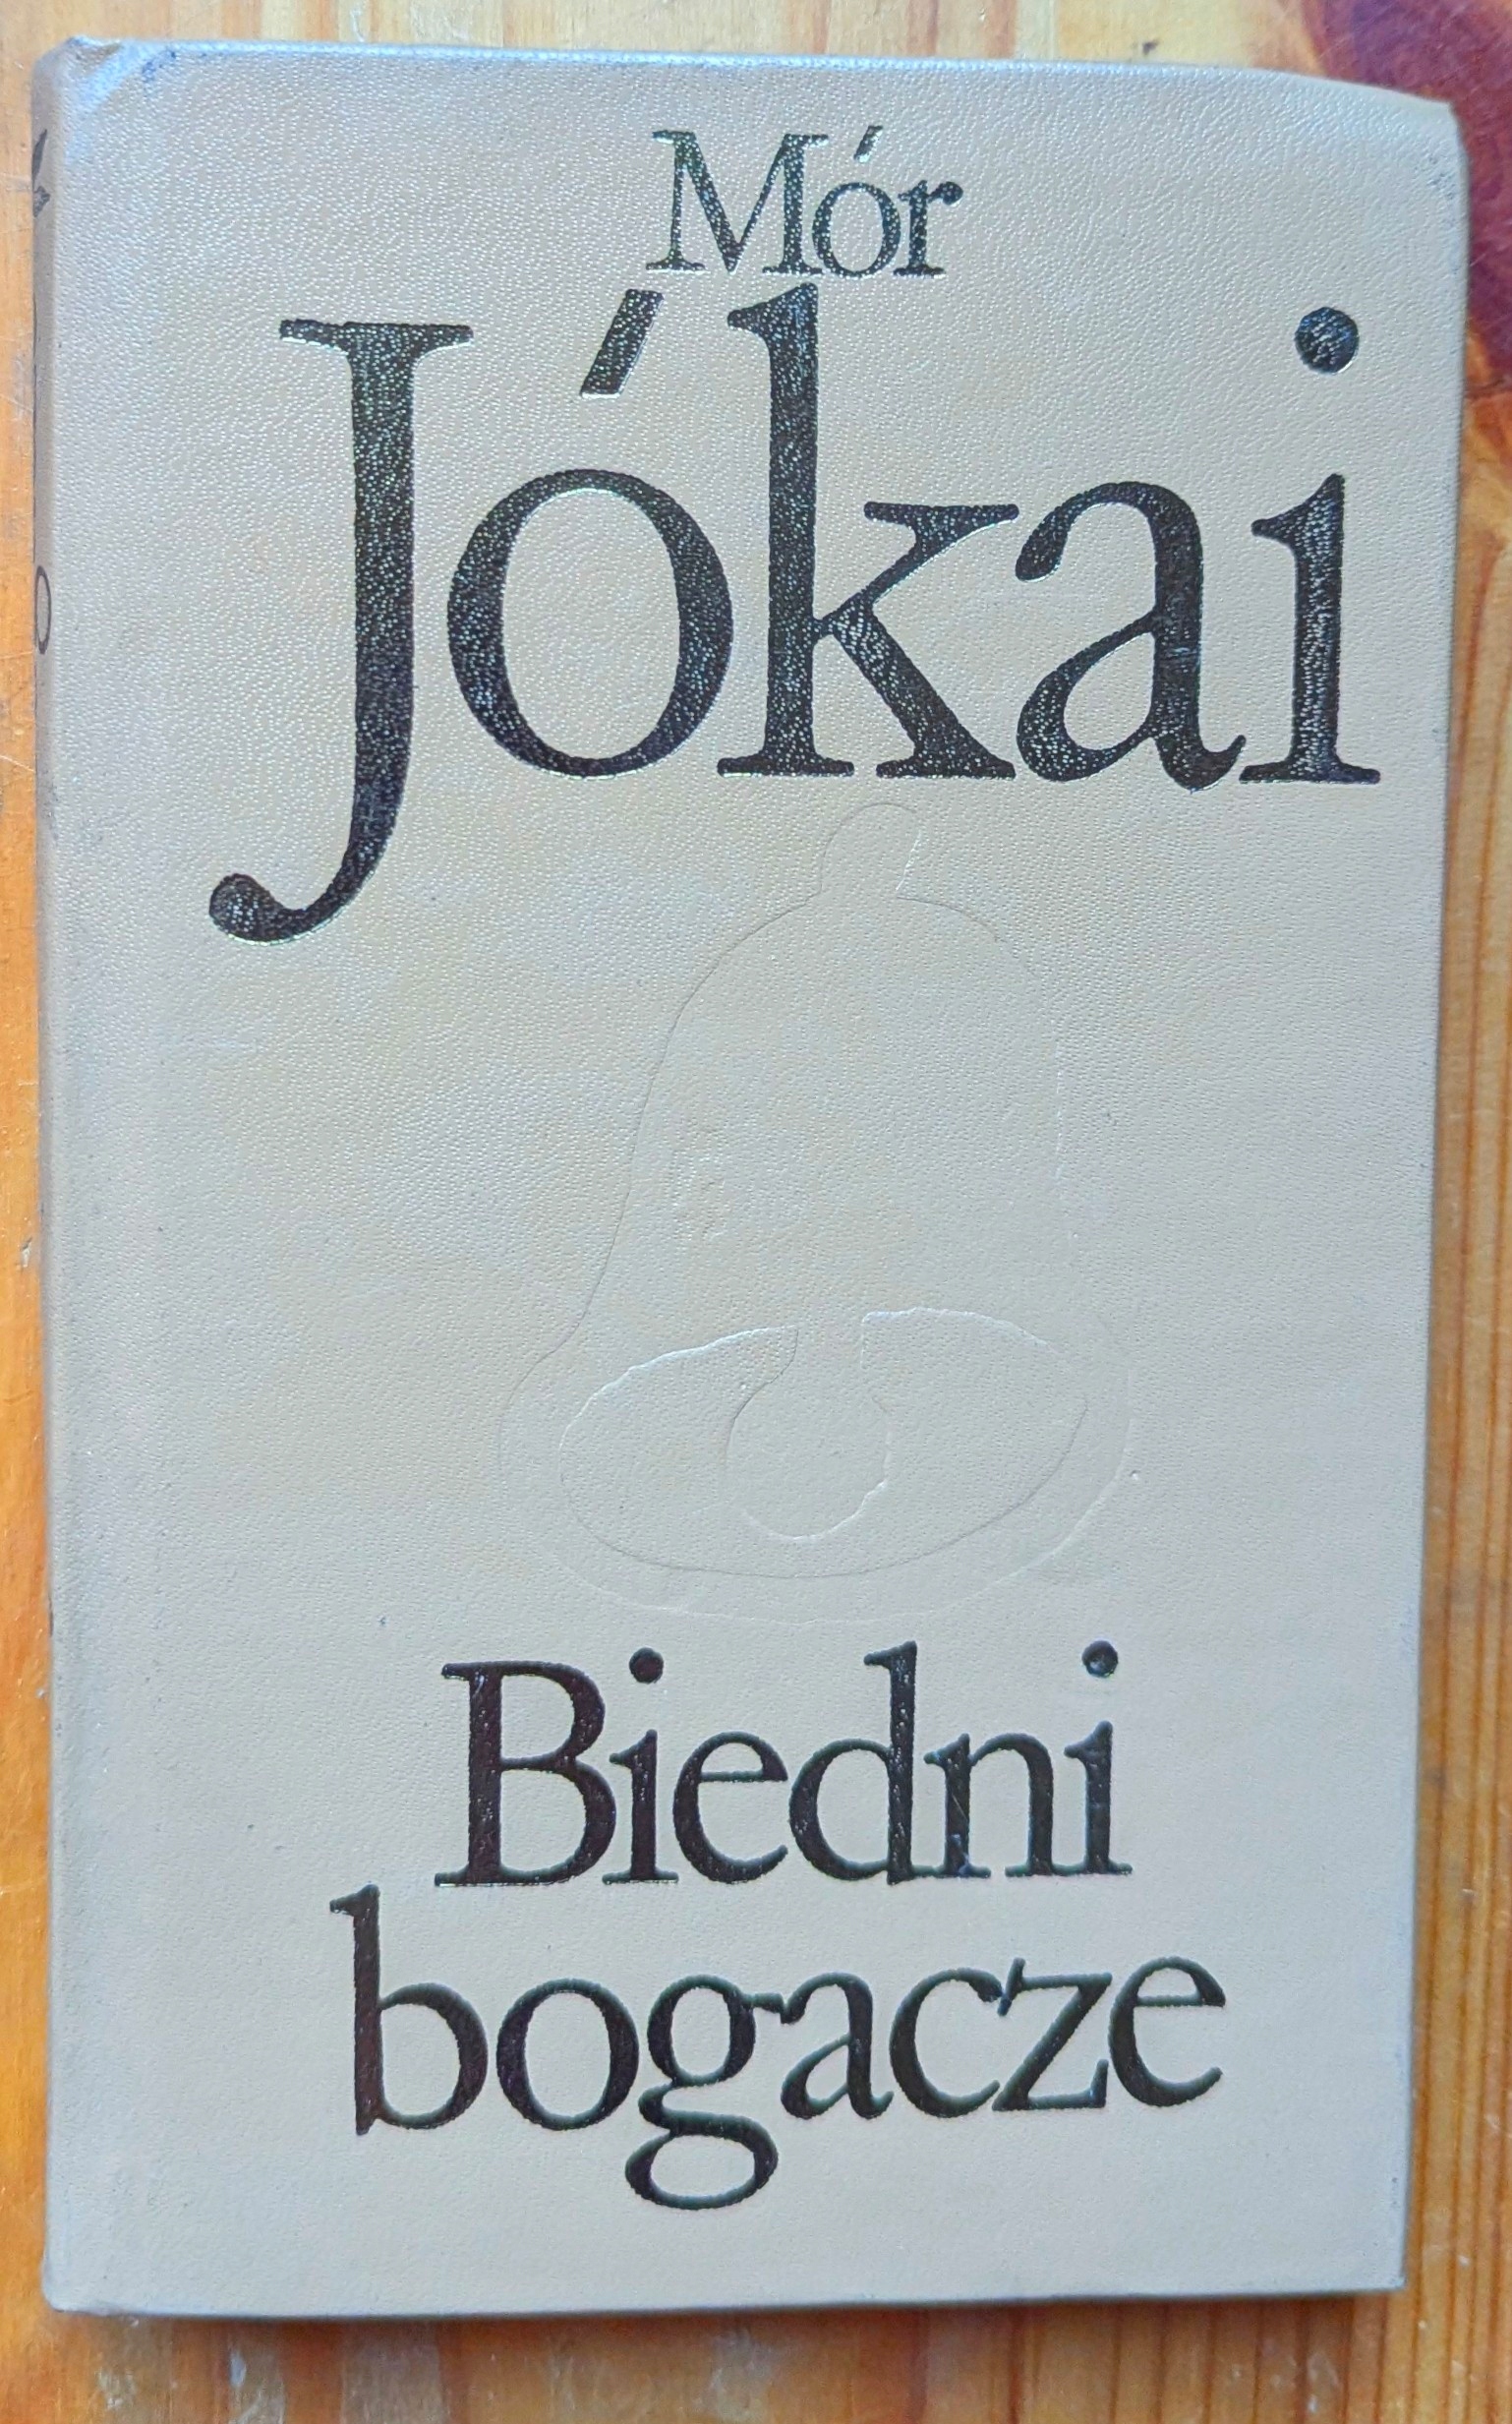 Mór
Jókai
Biedni
bogacze